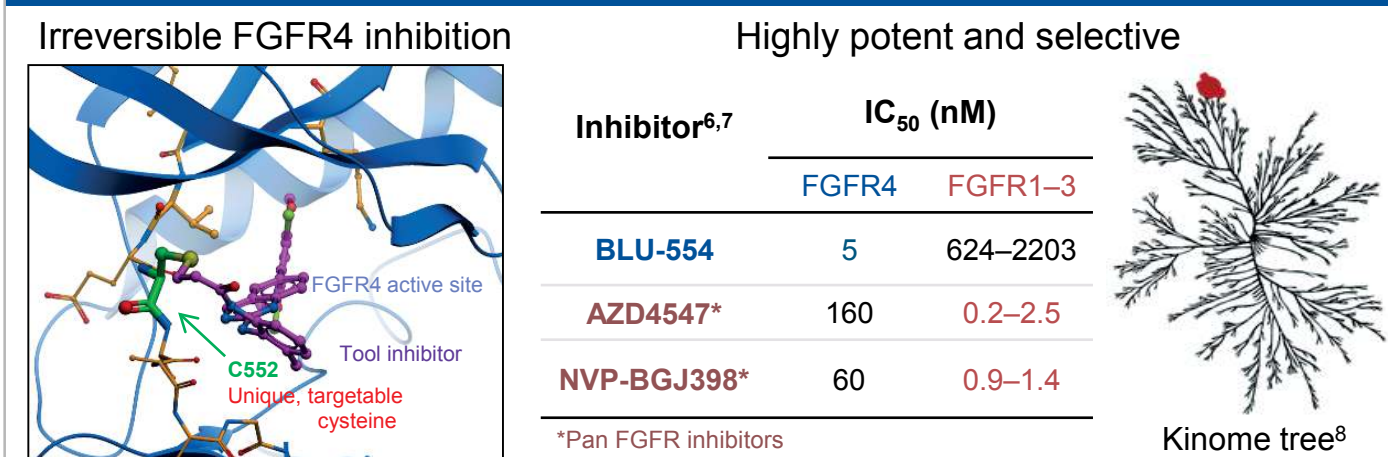 Irreversible FGFR4 inhibition
FGFR4 active site
Tool inhibitor
C552
Unique, targetable
cysteine
Highly potent and selective
Inhibitor6,7
IC50 (nM)
FGFR4 FGFR1–3
BLU-554 5 624–2203
AZD4547* 160 0.2–2.5
NVP-BGJ398* 60 0.9–1.4
*Pan FGFR inhibitors
Kinome tree8